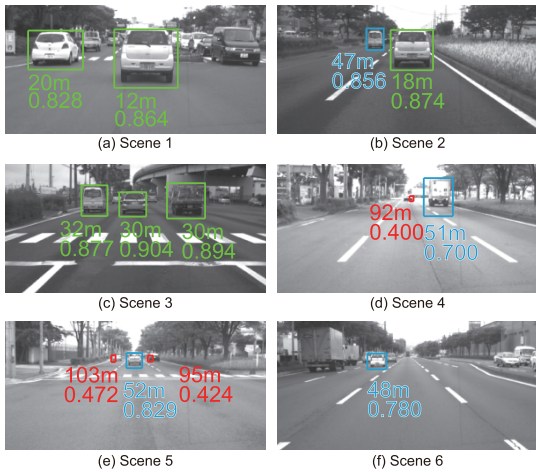 20m
0.828
12m
0.864
(a) Scene 1
47m
0.856
18m
0.874
(b) Scene 2
32m
0.877
30m
0.904
30m
0.894
(c) Scene 3
92m
0.400
51m
0.700
(d) Scene 4
103m
0.472
52m
0.829
95m
0.424
(e) Scene 5
48m
0.780
(f) Scene 6